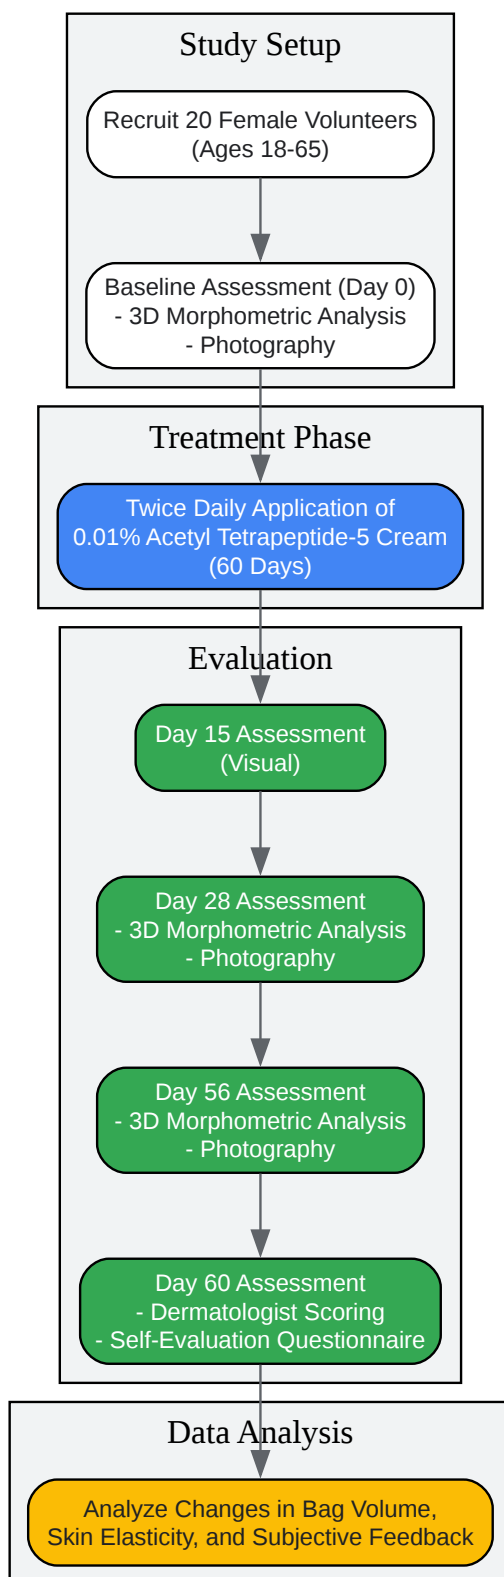 Study Setup
Recruit 20 Female Volunteers
(Ages 18-65)
Baseline Assessment (Day 0)
- 3D Morphometric Analysis
- Photography
Treatment Phase
Twice Daily Application of
0.01% Acetyl Tetrapeptide-5 Cream
(60 Days)
Evaluation
Day 15 Assessment
(Visual)
Day 28 Assessment
- 3D Morphometric Analysis
- Photography
Day 56 Assessment
- 3D Morphometric Analysis
- Photography
Day 60 Assessment
- Dermatologist Scoring
- Self-Evaluation Questionnaire
Data Analysis
Analyze Changes in Bag Volume,
Skin Elasticity, and Subjective Feedback